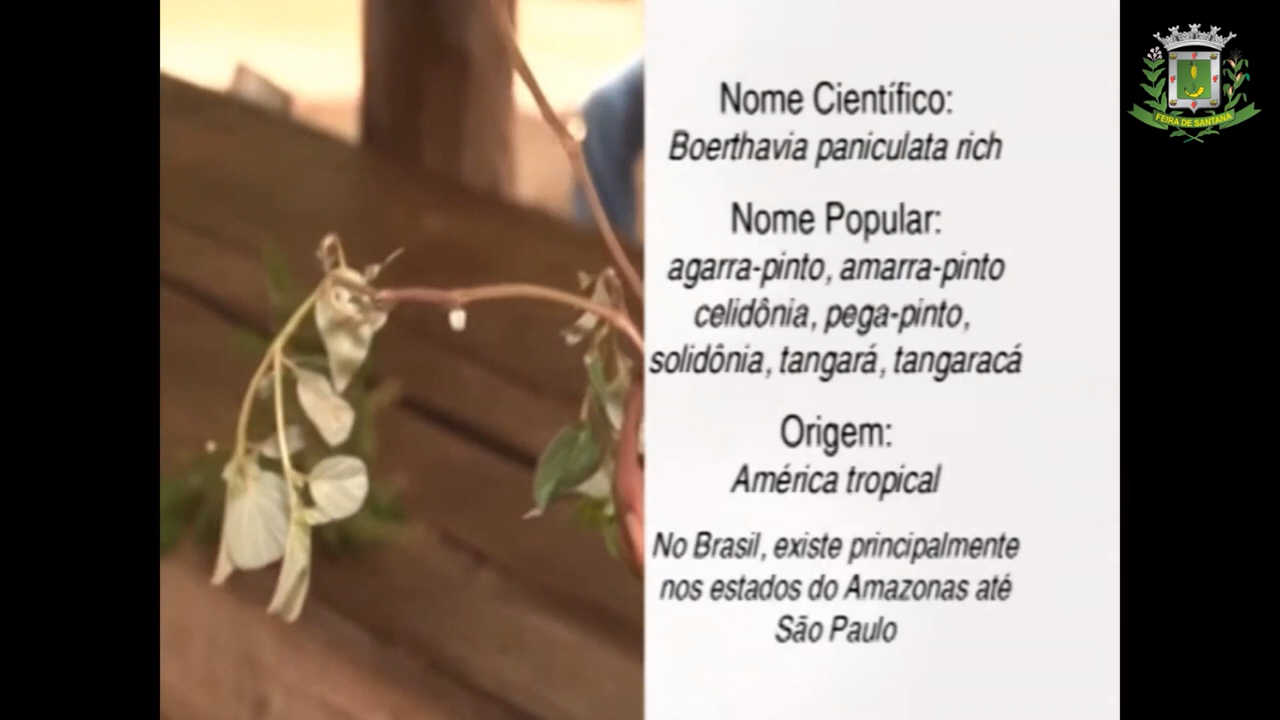 Nome Científico:
Boerthavia paniculata rich
Nome Popular:
agarra-pinto, amarra-pinto
celidônia, pega-pinto,
solidônia, tangará, tangaracá
Origem:
América tropical
No Brasil, existe principalmente
nos estados do Amazonas até
São Paulo
FEIRA DE SANTANA